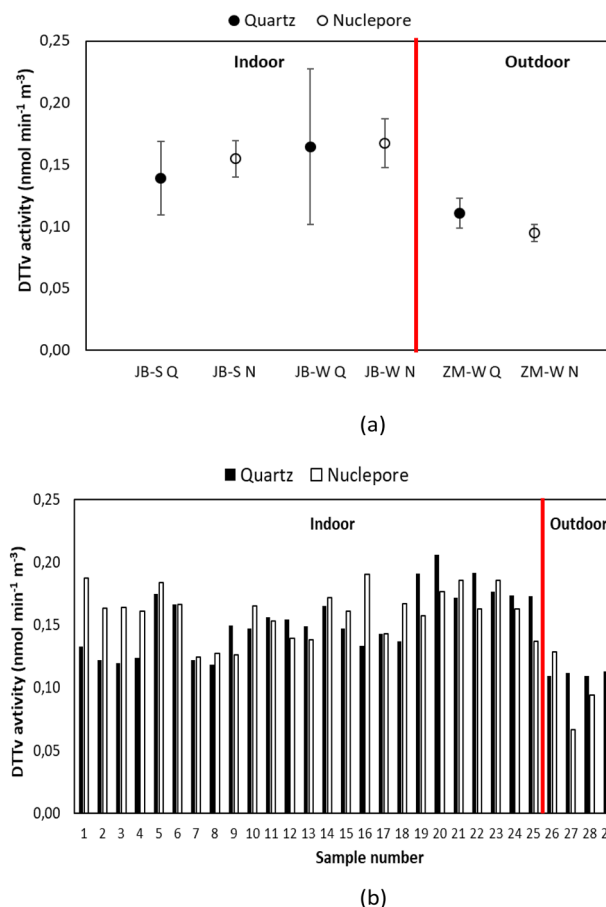 Quartz Nuclepore
Indoor Outdoor
DTTv activity (nmol min⁻¹ m⁻³)
0,25
0,20
0,15
0,10
0,05
0,00
JB-S Q JB-S N JB-W Q JB-W N ZM-W Q ZM-W N
(a)
Quartz Nuclepore
Indoor Outdoor
DTTv avtivity (nmol min⁻¹ m⁻³)
0,25
0,20
0,15
0,10
0,05
0,00
1 2 3 4 5 6 7 8 9 10 11 12 13 14 15 16 17 18 19 20 21 22 23 24 25 26 27 28
Sample number
(b)